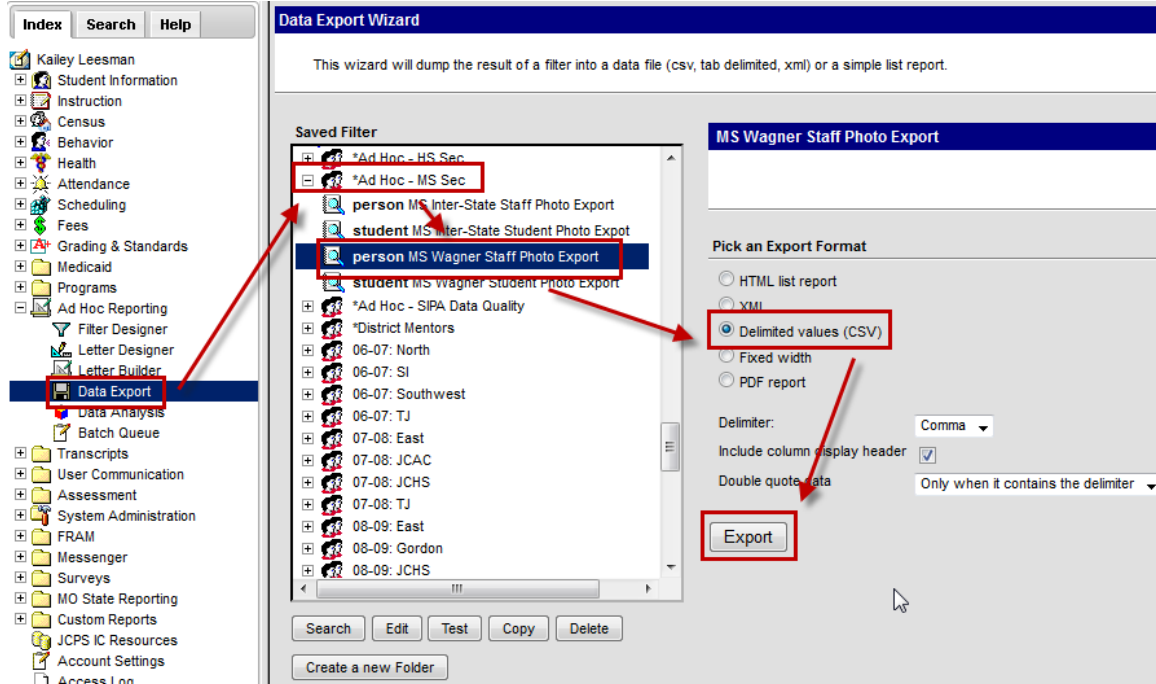 Index Search Help
Kailey Leesman
Student Information
Instruction
Census
Behavior
Health
Attendance
Scheduling
Fees
Grading & Standards
Medicaid
Programs
Ad Hoc Reporting
Filter Designer
Letter Designer
Letter Builder
Data Export
Data Analysis
Batch Queue
Transcripts
User Communication
Assessment
System Administration
FRAM
Messenger
Surveys
MO State Reporting
Custom Reports
JCPS IC Resources
Account Settings
Access Log
Data Export Wizard
This wizard will dump the result of a filter into a data file (csv, tab delimited, xml) or a simple list report.
Saved Filter
*Ad Hoc - HS Sec
*Ad Hoc - MS Sec
person MS Inter-State Staff Photo Export
student MS Inter-State Student Photo Expot
person MS Wagner Staff Photo Export
student MS Wagner Student Photo Export
*Ad Hoc - SIPA Data Quality
*District Mentors
06-07: North
06-07: SI
06-07: Southwest
06-07: TJ
07-08: East
07-08: JCAC
07-08: JCHS
07-08: TJ
08-09: East
08-09: Gordon
08-09: JCHS
Search Edit Test Copy Delete
Create a new Folder
MS Wagner Staff Photo Export
Pick an Export Format
HTML list report
XML
Delimited values (CSV)
Fixed width
PDF report
Delimiter: Comma
Include column display header
Double quote data Only when it contains the delimiter
Export